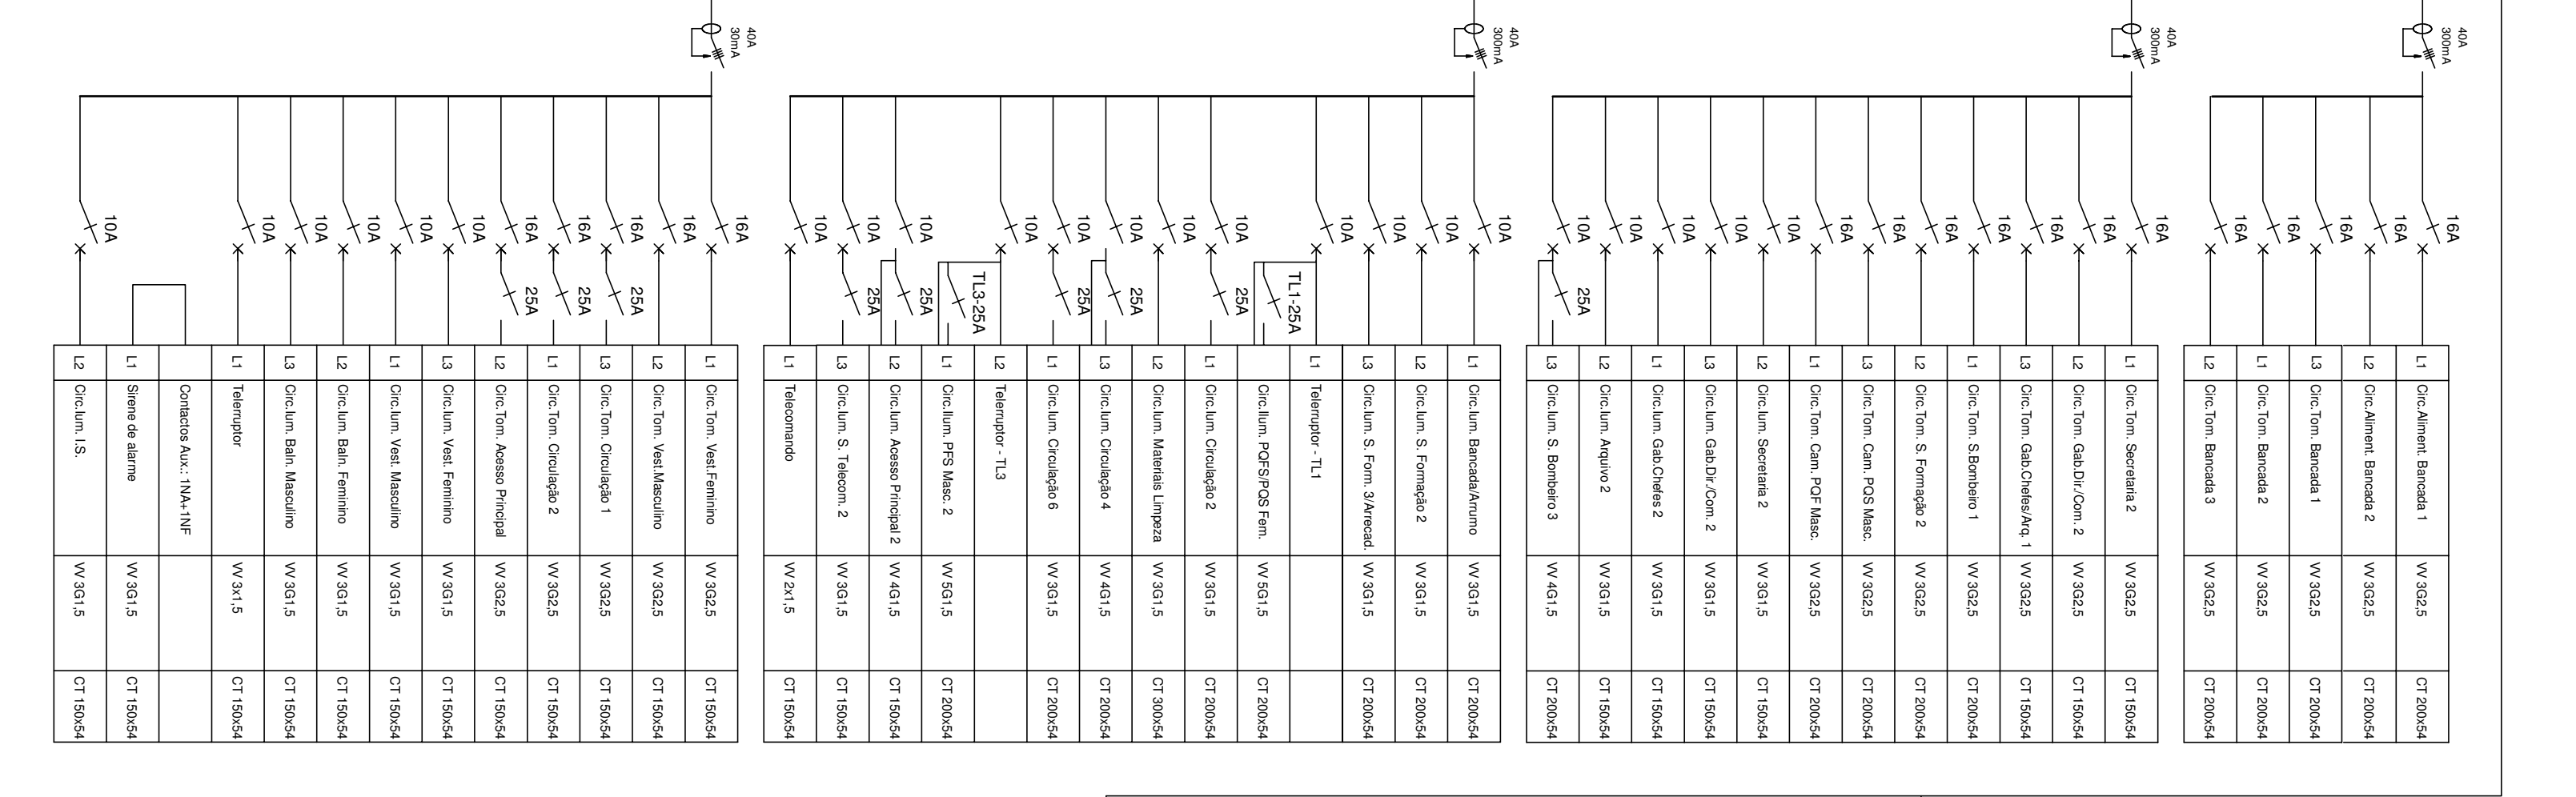 40A
300mA
16A L1 Circ.Aliment. Bancada 1 VV 3G2,5 CT 200x54
16A L2 Circ.Aliment. Bancada 2 VV 3G2,5 CT 200x54
16A L3 Circ.Tom. Bancada 1 VV 3G2,5 CT 200x54
16A L1 Circ.Tom. Bancada 2 VV 3G2,5 CT 200x54
16A L2 Circ.Tom. Bancada 3 VV 3G2,5 CT 200x54
40A
300mA
16A L1 Circ.Tom. Secretaria 2 VV 3G2,5 CT 150x54
16A L2 Circ.Tom. Gab.Dir./Com. 2 VV 3G2,5 CT 150x54
16A L3 Circ.Tom. Gab.Chefes/Arq. 1 VV 3G2,5 CT 150x54
16A L1 Circ.Tom. S.Bombeiro 1 VV 3G2,5 CT 200x54
16A L2 Circ.Tom. S. Formação 2 VV 3G2,5 CT 200x54
16A L3 Circ.Tom. Cam. PQS Masc. VV 3G2,5 CT 200x54
16A L1 Circ.Tom. Cam. PQF Masc. VV 3G2,5 CT 200x54
10A L2 Circ.Ium. Secretaria 2 VV 3G1,5 CT 150x54
10A L3 Circ.Ium. Gab.Dir./Com. 2 VV 3G1,5 CT 150x54
10A L1 Circ.Ium. Gab.Chefes 2 VV 3G1,5 CT 150x54
10A L2 Circ.Ium. Arquivo 2 VV 3G1,5 CT 150x54
10A 25A L3 Circ.Ium. S. Bombeiro 3 VV 4G1,5 CT 200x54
40A
300mA
10A L1 Circ.Ium. Bancada/Arrumo VV 3G1,5 CT 200x54
10A L2 Circ.Ium. S. Formação 2 VV 3G1,5 CT 200x54
10A L3 Circ.Ium. S. Form. 3/Arrecad. VV 3G1,5 CT 200x54
10A L1 Telerruptor - TL1
TL1-25A Circ.Ilum. PQFS/PQS Fem. VV 5G1,5 CT 200x54
10A 25A L1 Circ.Ium. Circulação 2 VV 3G1,5 CT 200x54
10A L2 Circ.Ium. Materiais Limpeza VV 3G1,5 CT 300x54
10A 25A L3 Circ.Ium. Circulação 4 VV 4G1,5 CT 200x54
10A 25A L1 Circ.Ium. Circulação 6 VV 3G1,5 CT 200x54
10A L2 Telerruptor - TL3
TL3-25A L1 Circ.Ilum. PFS Masc. 2 VV 5G1,5 CT 200x54
10A 25A L2 Circ.Ium. Acesso Principal 2 VV 4G1,5 CT 150x54
10A 25A L3 Circ.Ium. S. Telecom. 2 VV 3G1,5 CT 150x54
10A L1 Telecomando VV 2x1,5 CT 150x54
40A
30mA
16A L1 Circ.Tom. Vest.Feminino VV 3G2,5 CT 150x54
16A L2 Circ.Tom. Vest.Masculino VV 3G2,5 CT 150x54
16A 25A L3 Circ.Tom. Circulação 1 VV 3G2,5 CT 150x54
16A 25A L1 Circ.Tom. Circulação 2 VV 3G2,5 CT 150x54
16A 25A L2 Circ.Tom. Acesso Principal VV 3G2,5 CT 150x54
10A L3 Circ.Ium. Vest. Feminino VV 3G1,5 CT 150x54
10A L1 Circ.Ium. Vest. Masculino VV 3G1,5 CT 150x54
10A L2 Circ.Ium. Baln. Feminino VV 3G1,5 CT 150x54
10A L3 Circ.Ium. Baln. Masculino VV 3G1,5 CT 150x54
10A L1 Telerruptor VV 3x1,5 CT 150x54
Contactos Aux.: 1NA+1NF
L1 Sirene de alarme VV 3G1,5 CT 150x54
10A L2 Circ.Ium. I.S. VV 3G1,5 CT 150x54